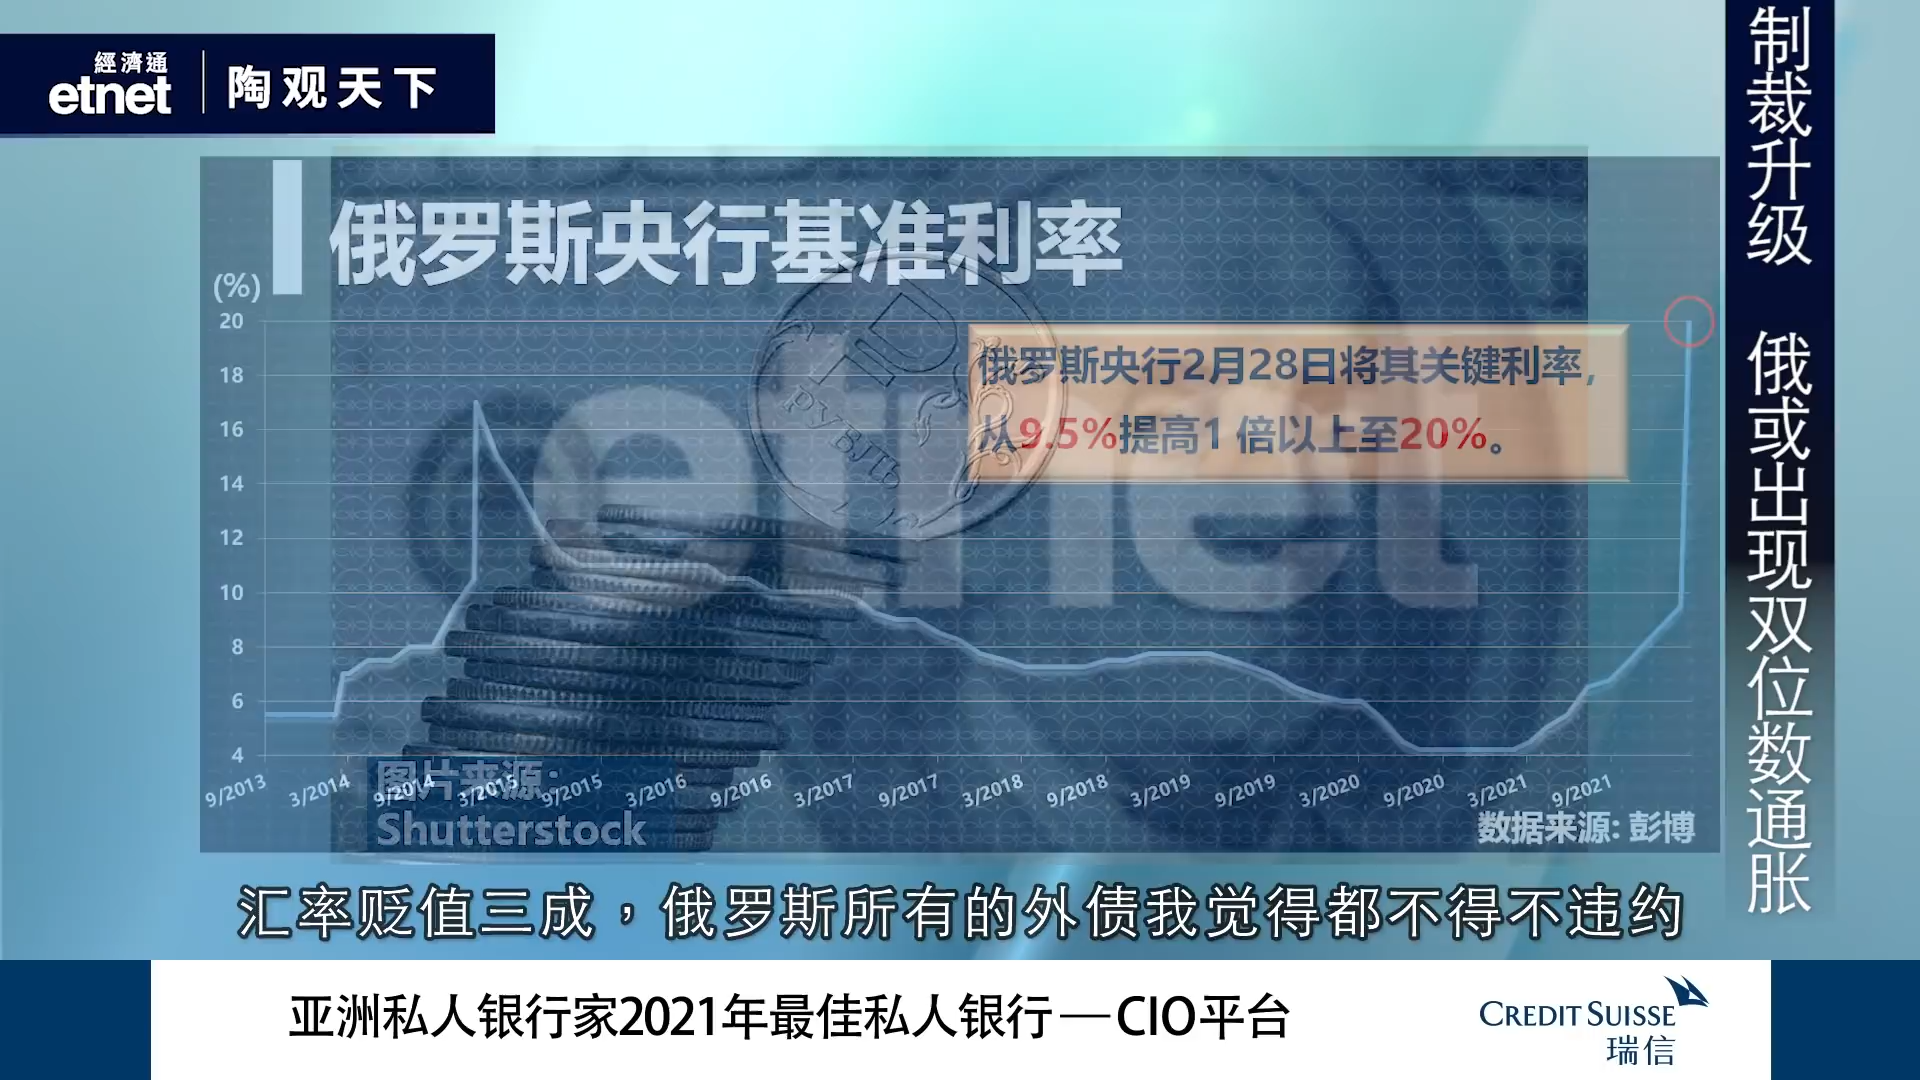 經濟通
etnet
陶观天下
制裁升级 俄或出现双位数通胀
俄罗斯央行基准利率
(%)
20
18
16
14
12
10
8
6
4
俄罗斯央行2月28日将其关键利率,
从9.5%提高1倍以上至20%。
etnet
РУБЛЬ
9/2013 3/2014 9/2014 3/2015 9/2015 3/2016 9/2016 3/2017 9/2017 3/2018 9/2018 3/2019 9/2019 3/2020 9/2020 3/2021 9/2021
图片来源:
Shutterstock
数据来源: 彭博
汇率贬值三成，俄罗斯所有的外债我觉得都不得不违约
亚洲私人银行家2021年最佳私人银行—CIO平台
CREDIT SUISSE
瑞信